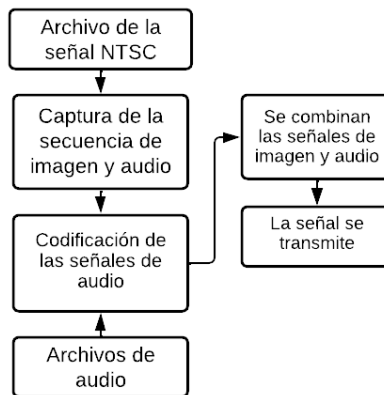 Archivo de la
señal NTSC
Captura de la
secuencia de
imagen y audio
Codificación de
las señales de
audio
Archivos de
audio
Se combinan
las señales de
imagen y audio
La señal se
transmite